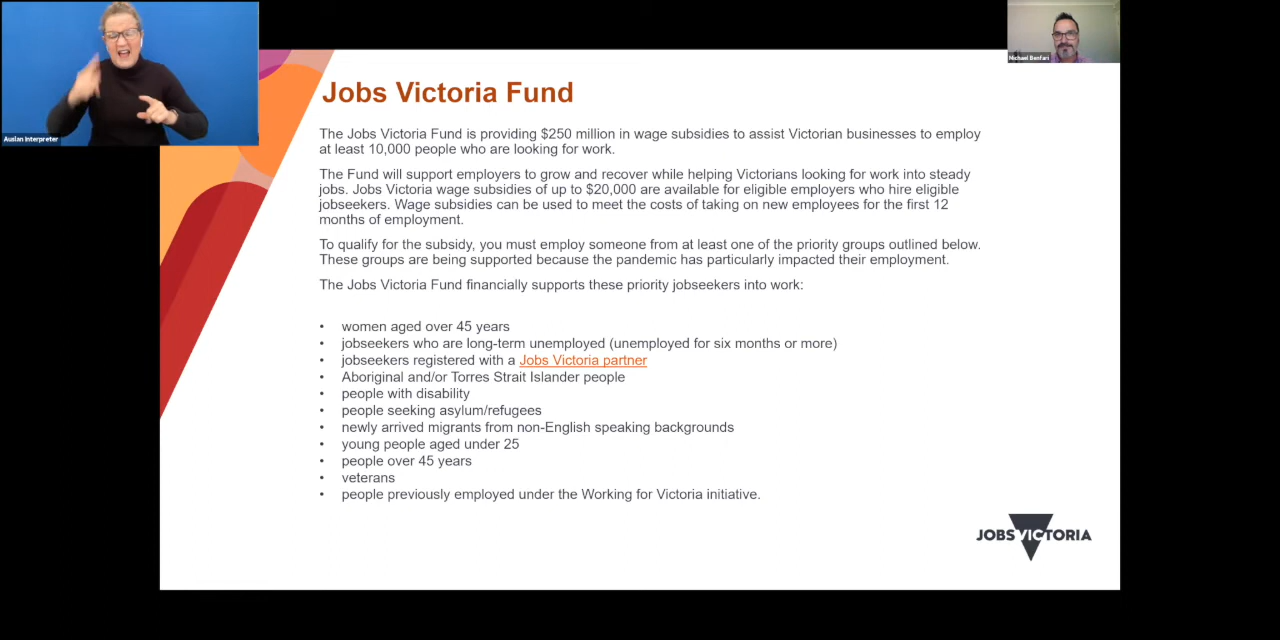 Auslan Interpreter
Michael Benfari
Jobs Victoria Fund
The Jobs Victoria Fund is providing $250 million in wage subsidies to assist Victorian businesses to employ
at least 10,000 people who are looking for work.
The Fund will support employers to grow and recover while helping Victorians looking for work into steady
jobs. Jobs Victoria wage subsidies of up to $20,000 are available for eligible employers who hire eligible
jobseekers. Wage subsidies can be used to meet the costs of taking on new employees for the first 12
months of employment.
To qualify for the subsidy, you must employ someone from at least one of the priority groups outlined below.
These groups are being supported because the pandemic has particularly impacted their employment.
The Jobs Victoria Fund financially supports these priority jobseekers into work:
• women aged over 45 years
• jobseekers who are long-term unemployed (unemployed for six months or more)
• jobseekers registered with a Jobs Victoria partner
• Aboriginal and/or Torres Strait Islander people
• people with disability
• people seeking asylum/refugees
• newly arrived migrants from non-English speaking backgrounds
• young people aged under 25
• people over 45 years
• veterans
• people previously employed under the Working for Victoria initiative.
JOBSVICTORIA